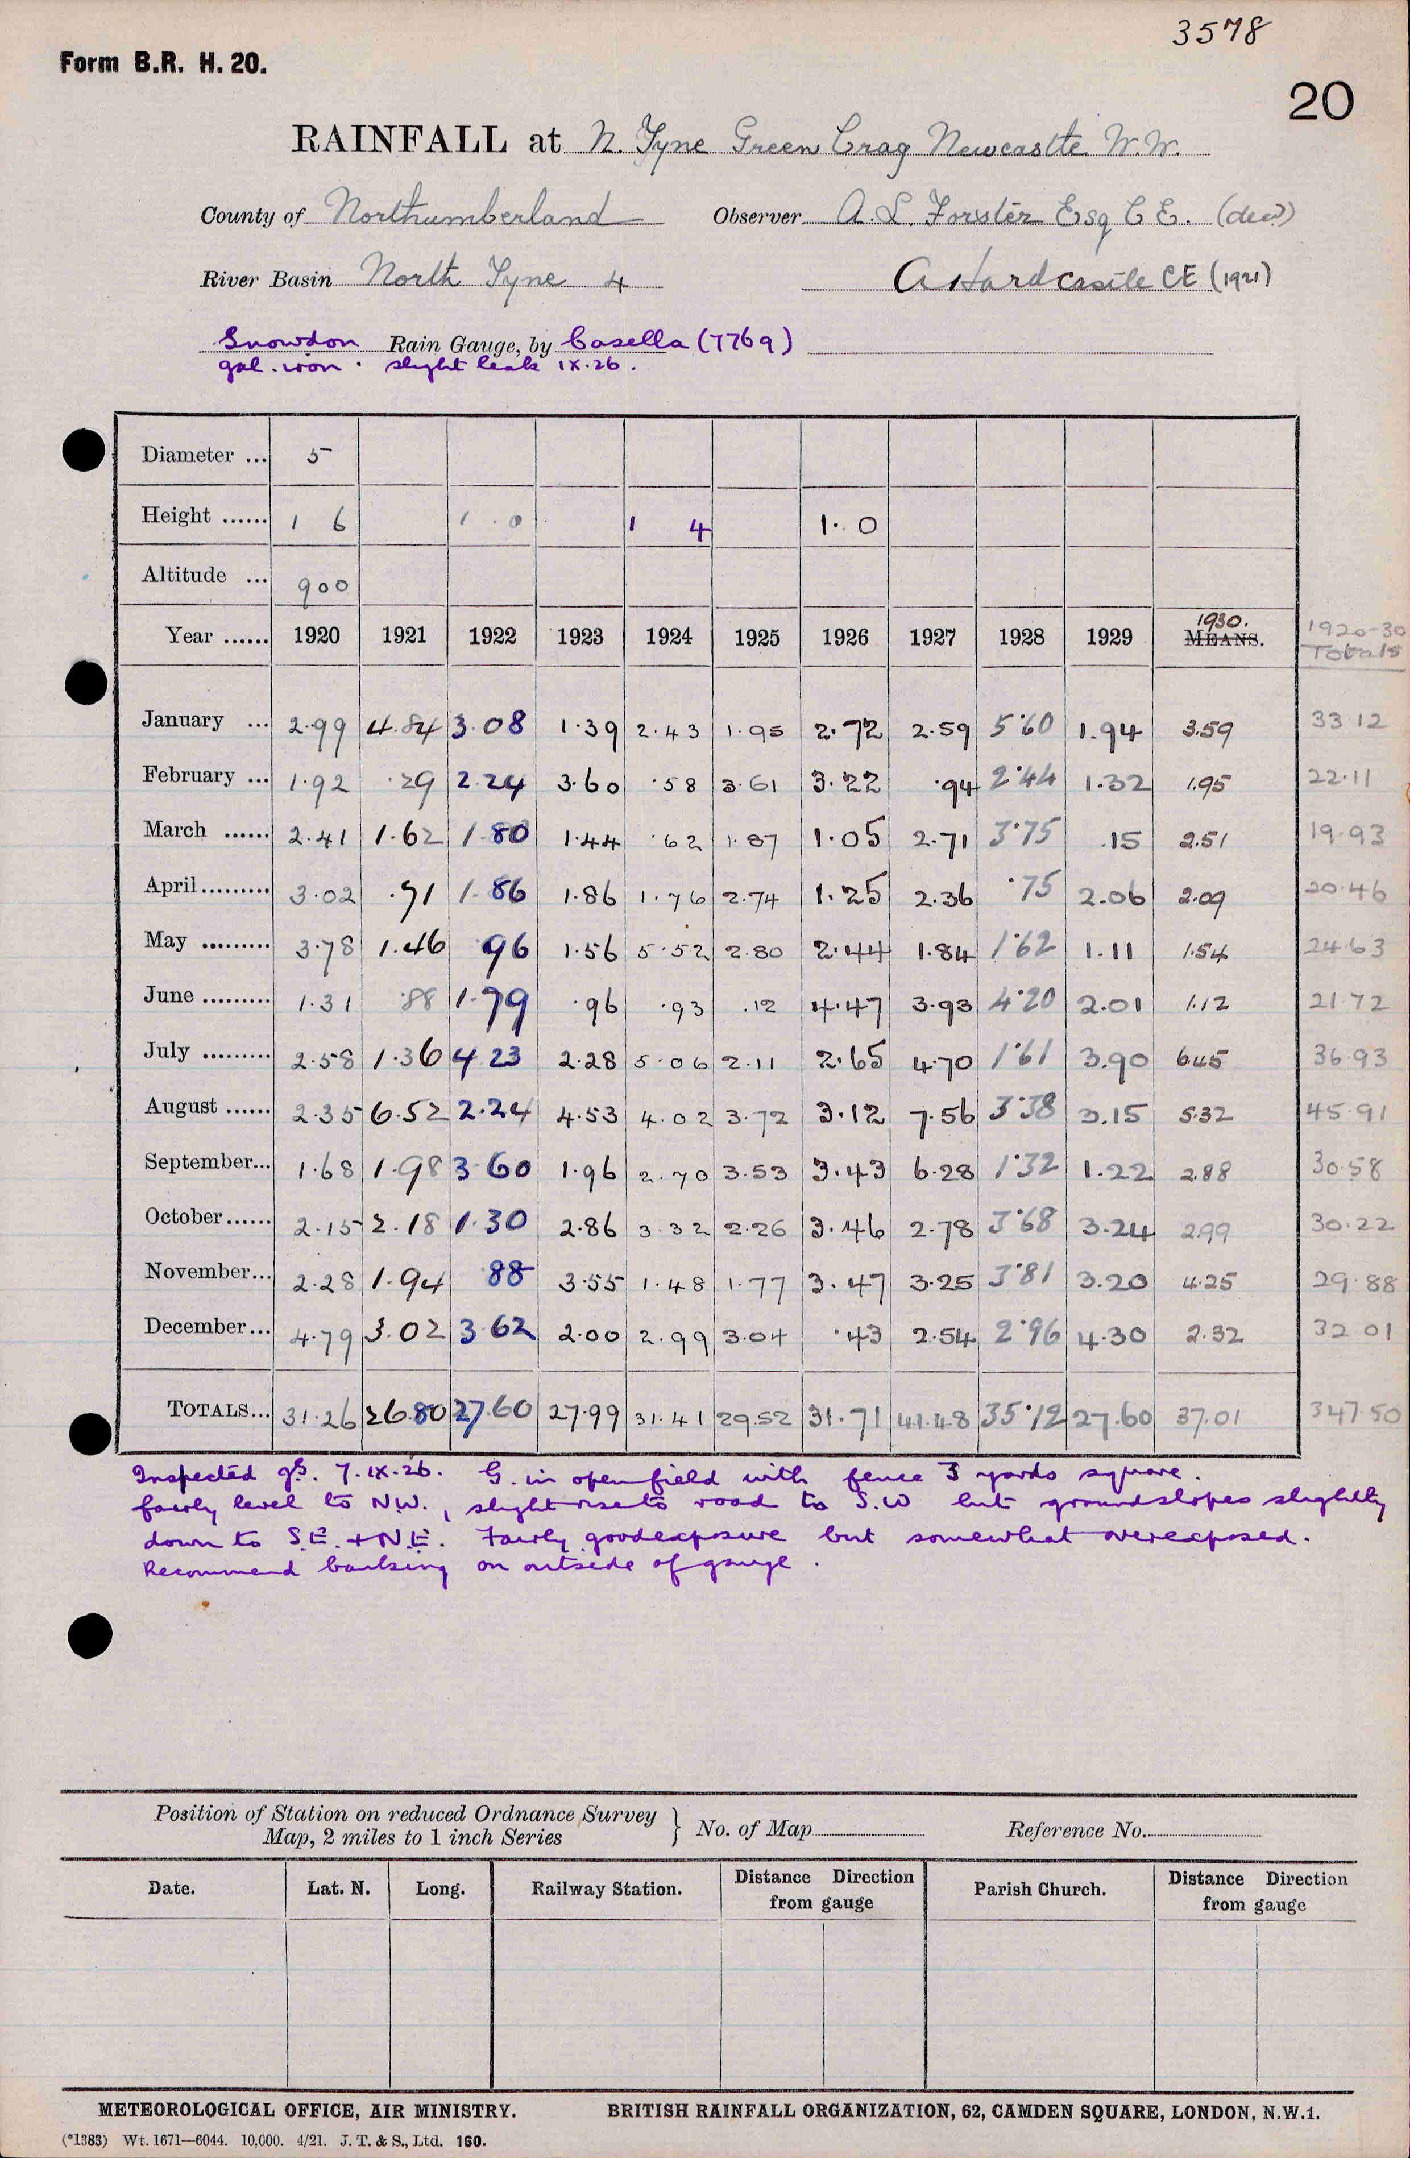 3578
Form B.R. H. 20.
20
RAINFALL at N. Tyne Green Crag Newcastle W.W.
County of Northumberland Observer A. L. Forster Esq C E. (decd)
River Basin North Tyne 4 A Hardcastle CE (1921)
Snowdon Rain Gauge, by Casella (7769)
gal. iron. slight leak IX.26.
Diameter ... 5
Height ...... 1 6 1 . 0 1 4 1. 0
Altitude ... 900
Year ...... 1920 1921 1922 1923 1924 1925 1926 1927 1928 1929 1930. MEANS. 1920-30 Totals
January ... 2.99 4.84 3.08 1.39 2.43 1.95 2.72 2.59 5.60 1.94 3.59 33.12
February ... 1.92 .29 2.24 3.60 .58 3.61 3.22 .94 2.44 1.32 1.95 22.11
March ...... 2.41 1.62 1.80 1.44 .62 1.87 1.05 2.71 3.75 .15 2.51 19.93
April ......... 3.02 .71 1.86 1.86 1.76 2.74 1.25 2.36 .75 2.06 2.09 20.46
May ......... 3.78 1.46 96 1.56 5.52 2.80 2.44 1.84 1.62 1.11 1.54 24.63
June ......... 1.31 .88 1.79 .96 .93 .12 4.47 3.93 4.20 2.01 1.12 21.72
July ......... 2.58 1.36 4 23 2.28 5.06 2.11 2.65 4.70 1.61 3.90 6.45 36.93
August ...... 2.35 6.52 2.24 4.53 4.02 3.72 3.12 7.56 3.38 3.15 5.32 45.91
September... 1.68 1.98 3.60 1.96 2.70 3.53 3.43 6.28 1.32 1.22 2.88 30.58
October...... 2.15 2.18 1.30 2.86 3.32 2.26 3.46 2.78 3.68 3.24 2.99 30.22
November... 2.28 1.94 88 3.55 1.48 1.77 3.47 3.25 3.81 3.20 4.25 29.88
December... 4.79 3.02 3 62 2.00 2.99 3.04 .43 2.54 2.96 4.30 2.32 32.01
TOTALS... 31.26 26.80 27.60 27.99 31.41 29.52 31.71 41.48 35.12 27.60 37.01 347.50
Inspected 7.IX.26. G. in open field with fence 3 yards square.
fairly level to N.W., slight rise to road to S.W but ground slopes slightly
down to S.E. + N.E. Fairly good exposure but somewhat overexposed.
Recommend banking on outside of gauge.
Position of Station on reduced Ordnance Survey
Map, 2 miles to 1 inch Series } No. of Map Reference No.
Date. Lat. N. Long. Railway Station. Distance Direction from gauge Parish Church. Distance Direction from gauge
METEOROLOGICAL OFFICE, AIR MINISTRY. BRITISH RAINFALL ORGANIZATION, 62, CAMDEN SQUARE, LONDON, N.W.1.
(*1383) Wt. 1671—6044. 10,000. 4/21. J. T. & S., Ltd. 160.